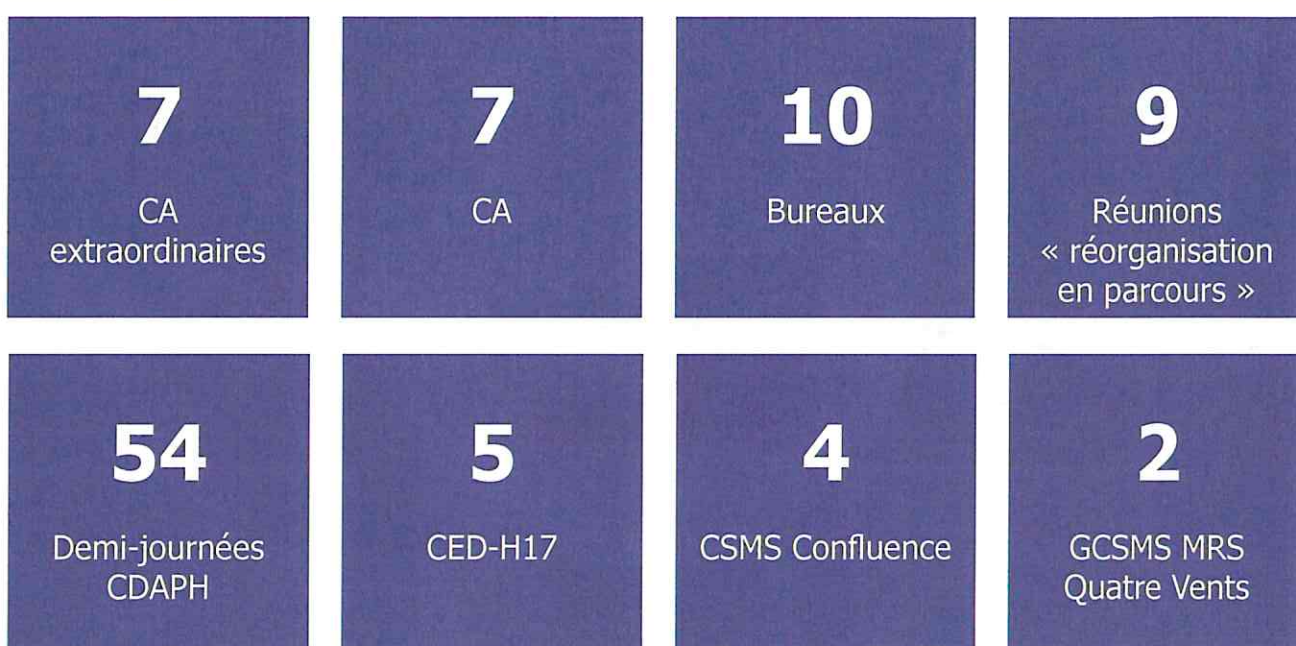 7
CA
extraordinaires
7
CA
10
Bureaux
9
Réunions
« réorganisation
en parcours »
54
Demi-journées
CDAPH
5
CED-H17
4
CSMS Confluence
2
GCSMS MRS
Quatre Vents